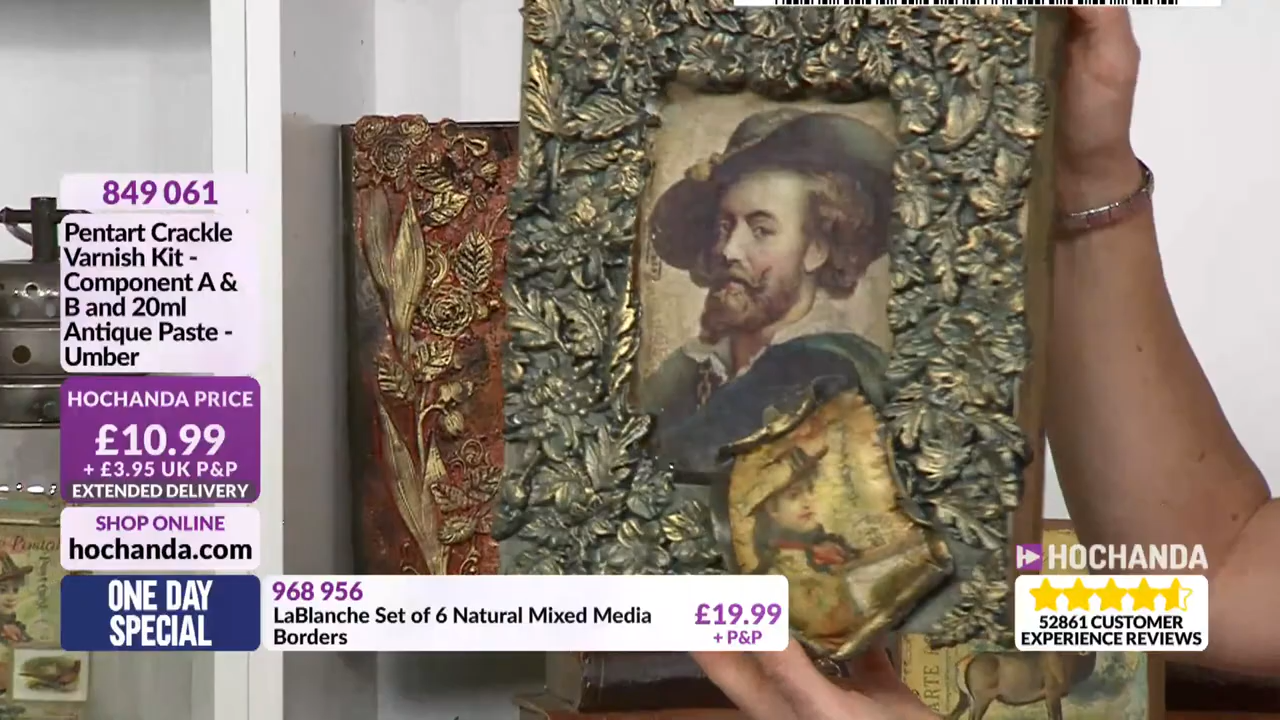 849 061
Pentart Crackle
Varnish Kit -
Component A &
B and 20ml
Antique Paste -
Umber
HOCHANDA PRICE
£10.99
+ £3.95 UK P&P
EXTENDED DELIVERY
SHOP ONLINE
hochanda.com
ONE DAY
SPECIAL
968 956
LaBlanche Set of 6 Natural Mixed Media
Borders
£19.99
+ P&P
HOCHANDA
52861 CUSTOMER
EXPERIENCE REVIEWS